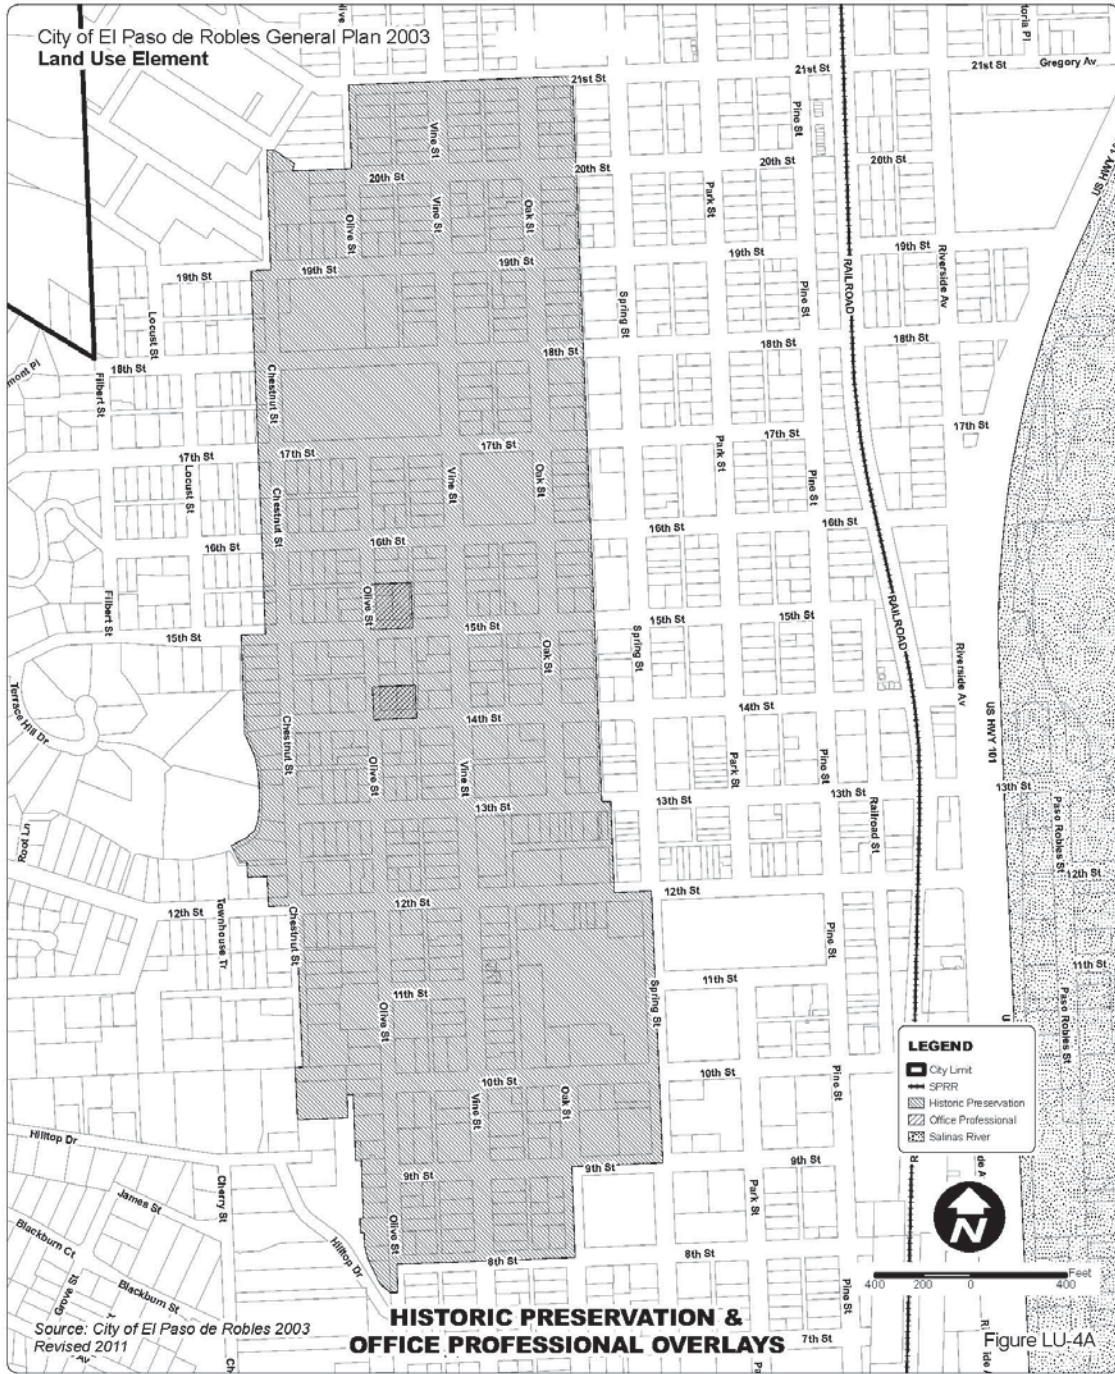 City of El Paso de Robles General Plan 2003
Land Use Element
21st St
21st St
21st St
Gregory Av
Vine St
Pine St
20th St
20th St
20th St
20th St
US HWY
Olive St
Vine St
Oak St
Park St
19th St
19th St
19th St
19th St
19th St
Riverside Av
RAILROAD
Locust St
Spring St
Pine St
18th St
18th St
18th St
18th St
mont Pl
Filbert St
Chestnut St
17th St
17th St
17th St
17th St
17th St
Locust St
Chestnut St
Vine St
Oak St
Park St
Pine St
16th St
16th St
16th St
16th St
Filbert St
Olive St
RAILROAD
15th St
15th St
15th St
15th St
Oak St
Spring St
Riverside Av
Terrace Hill Dr
14th St
14th St
Chestnut St
Olive St
Vine St
Park St
Pine St
US HWY 101
13th St
13th St
13th St
13th St
Root Ln
Railroad St
Paso Robles St
12th St
12th St
12th St
12th St
Townhouse Tr
Chestnut St
Pine St
11th St
11th St
11th St
Olive St
Spring St
Paso Robles St
10th St
10th St
Vine St
Oak St
Pine St
LEGEND
City Limit
SPRR
Historic Preservation
Office Professional
Salinas River
Hilltop Dr
9th St
9th St
9th St
Cherry St
James St
Park St
Olive St
Hilltop Dr
Blackburn Ct
8th St
8th St
N
Grove St
Blackburn St
Pine St
400 200 0 400 Feet
Source: City of El Paso de Robles 2003
Revised 2011
HISTORIC PRESERVATION &
OFFICE PROFESSIONAL OVERLAYS
7th St
Figure LU-4A